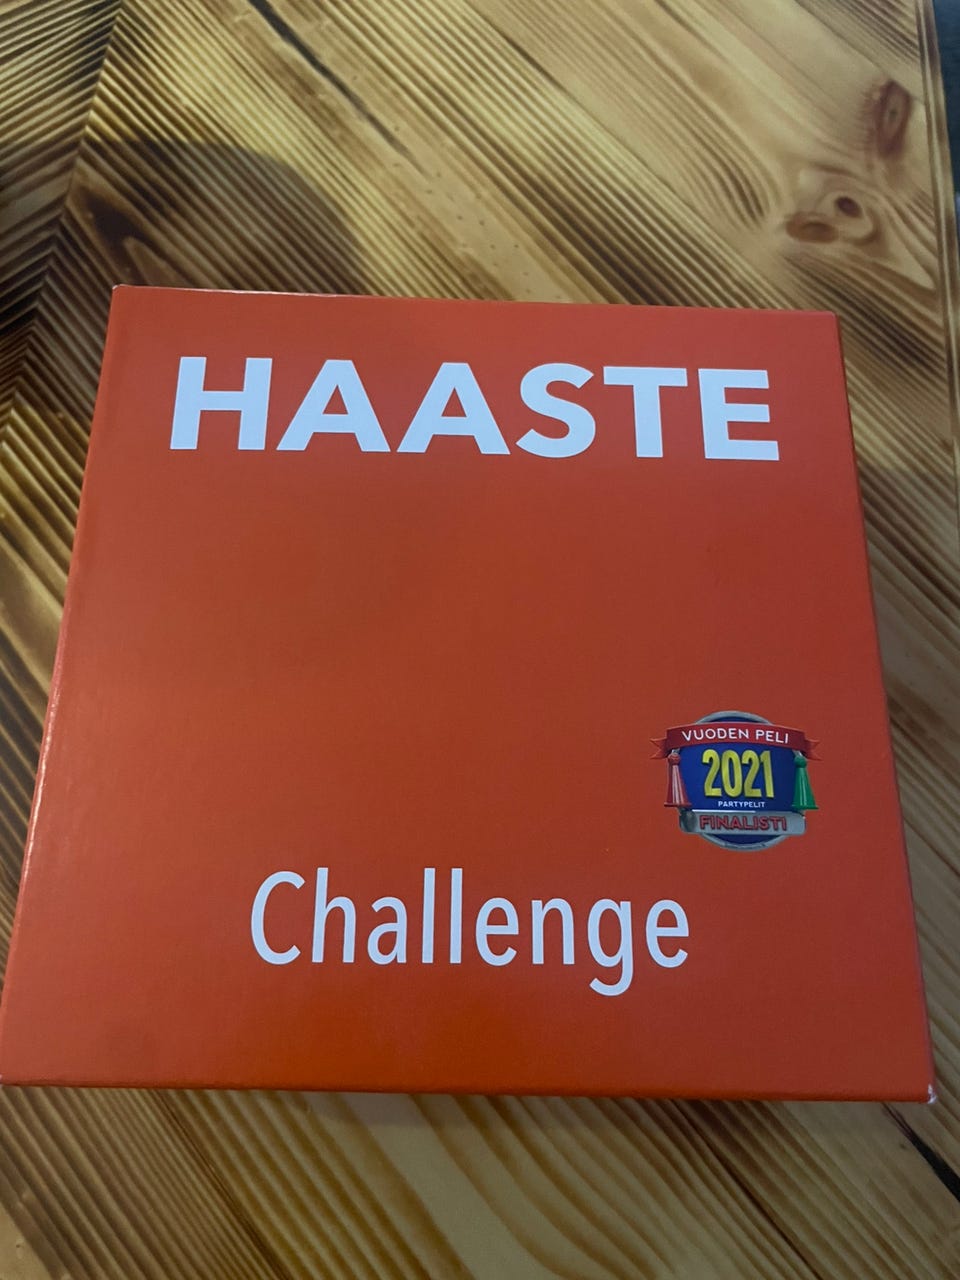 HAASTE
VUODEN PELI
2021
PARTYPELIT
FINALISTI
Challenge